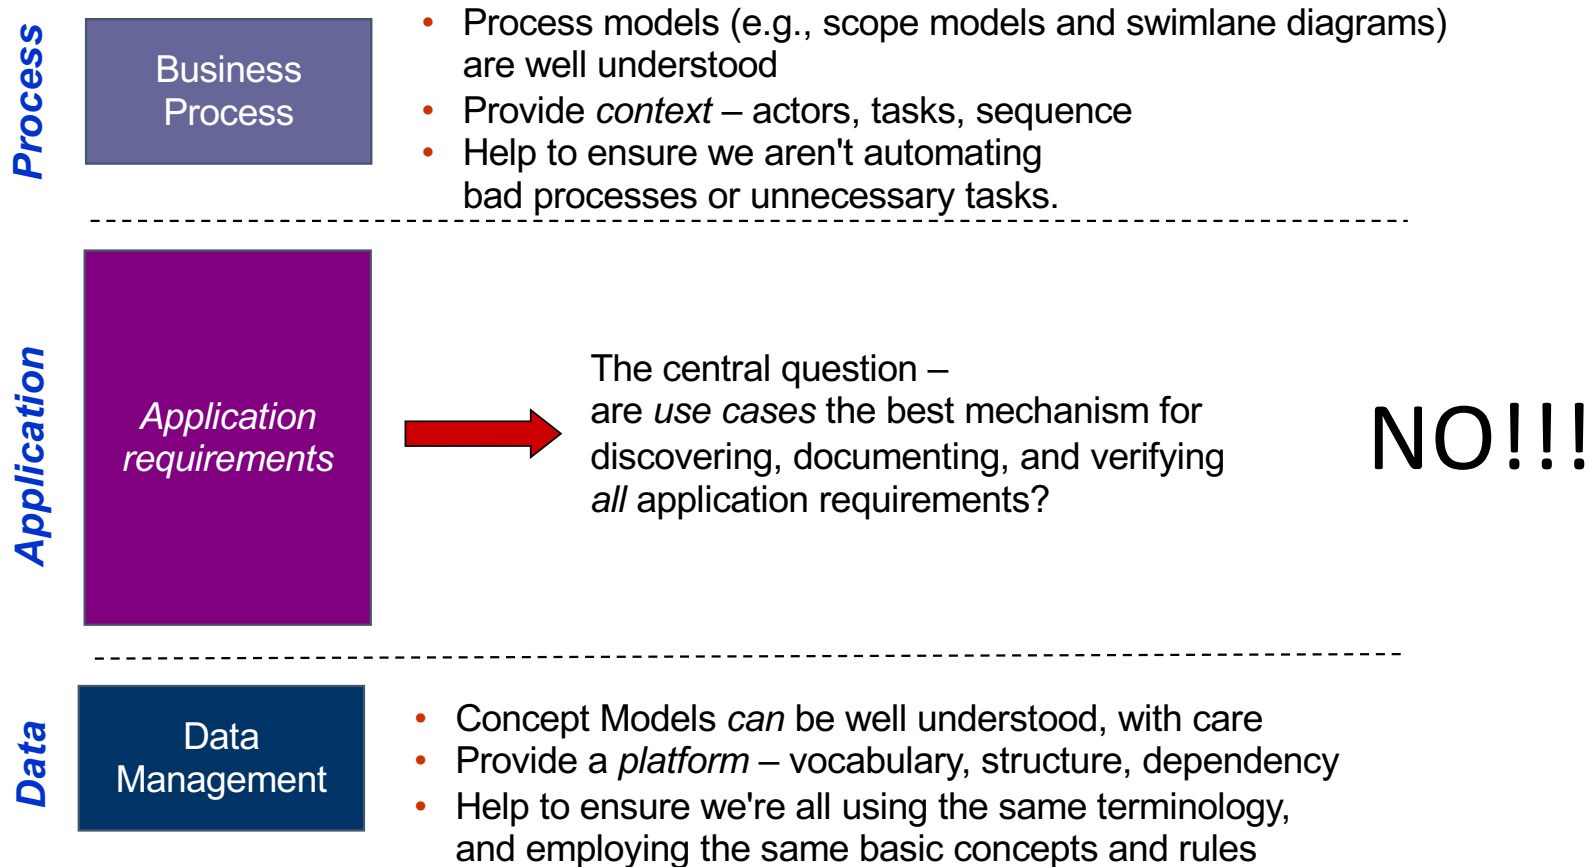 Process
Business
Process
• Process models (e.g., scope models and swimlane diagrams)
are well understood
• Provide context – actors, tasks, sequence
• Help to ensure we aren't automating
bad processes or unnecessary tasks.
Application
Application
requirements
The central question –
are use cases the best mechanism for
discovering, documenting, and verifying
all application requirements?
NO!!!
Data
Data
Management
• Concept Models can be well understood, with care
• Provide a platform – vocabulary, structure, dependency
• Help to ensure we're all using the same terminology,
and employing the same basic concepts and rules